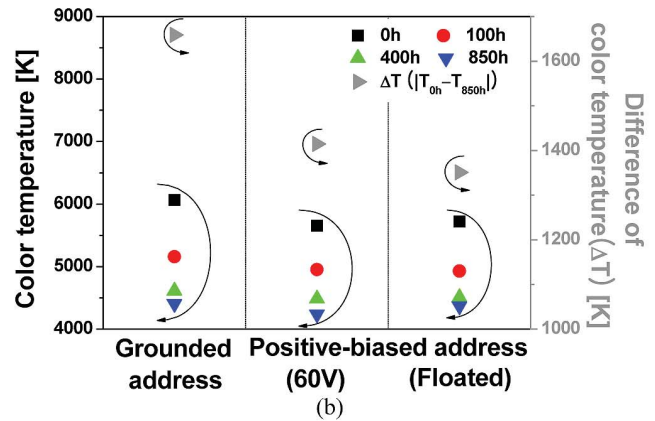 9000
8000
7000
6000
5000
4000
Color temperature [K]
0h
100h
400h
850h
ΔT (|T0h–T850h|)
1600
1400
1200
1000
Difference of
color temperature(ΔT) [K]
Grounded
address
Positive-biased address
(60V)
(Floated)
(b)